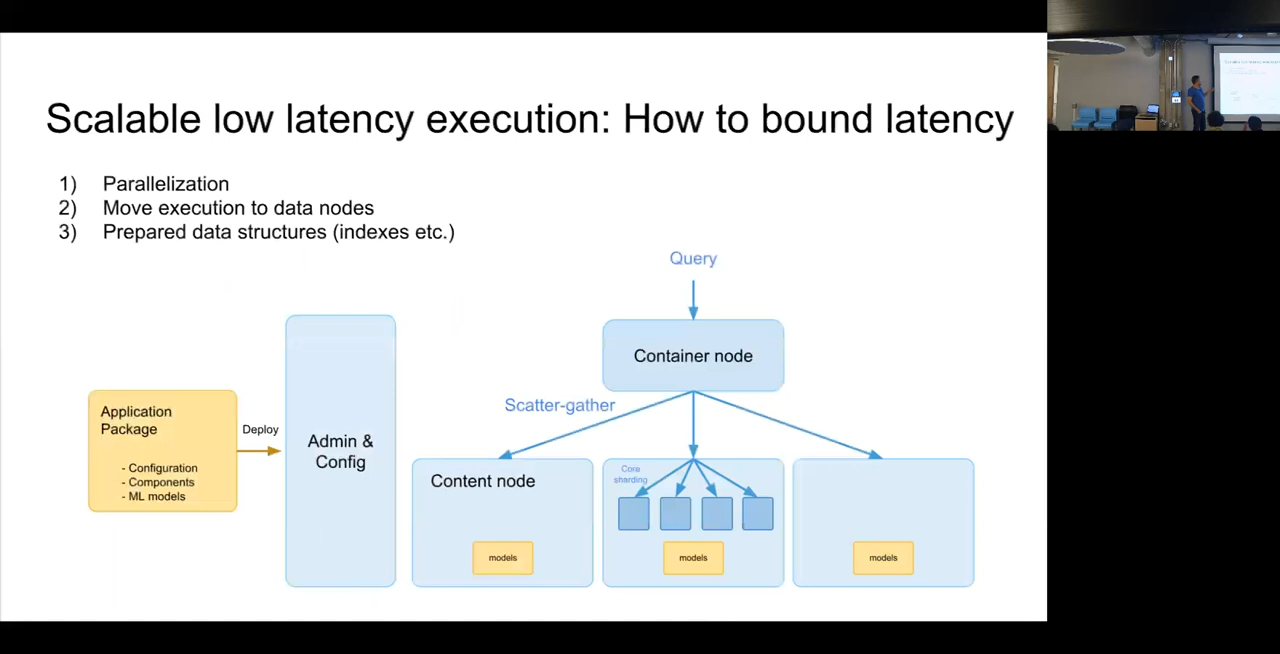 Scalable low latency execution: How to bound latency
1) Parallelization
2) Move execution to data nodes
3) Prepared data structures (indexes etc.)
Query
Container node
Scatter-gather
Application
Package
- Configuration
- Components
- ML models
Deploy
Admin &
Config
Content node
Core
sharding
models
models
models